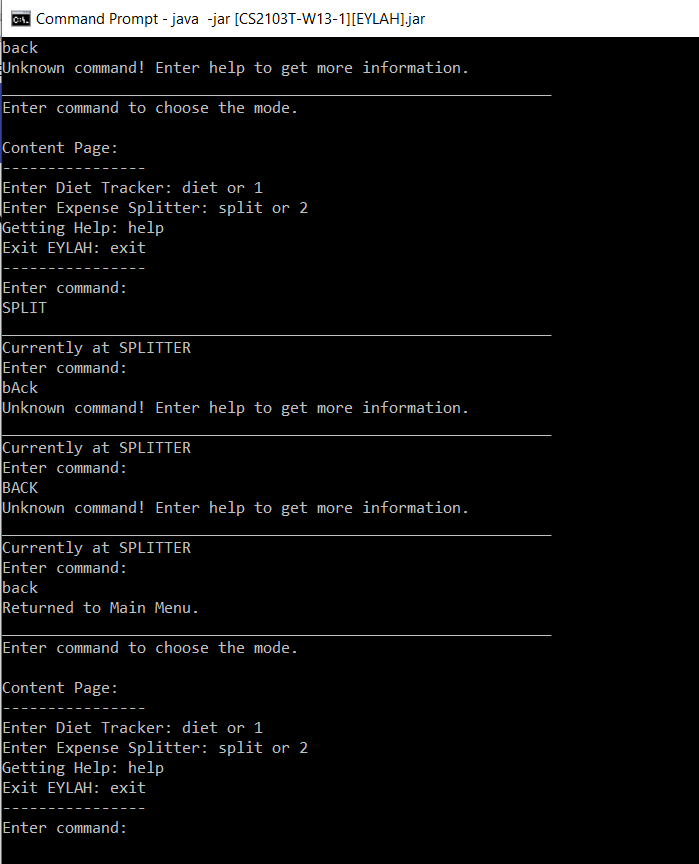 Command Prompt - java  -jar [CS2103T-W13-1][EYLAH].jar
back
Unknown command! Enter help to get more information.
_____________________________________________________________
Enter command to choose the mode.
Content Page:
----------------
Enter Diet Tracker: diet or 1
Enter Expense Splitter: split or 2
Getting Help: help
Exit EYLAH: exit
----------------
Enter command:
SPLIT
_____________________________________________________________
Currently at SPLITTER
Enter command:
bAck
Unknown command! Enter help to get more information.
_____________________________________________________________
Currently at SPLITTER
Enter command:
BACK
Unknown command! Enter help to get more information.
_____________________________________________________________
Currently at SPLITTER
Enter command:
back
Returned to Main Menu.
_____________________________________________________________
Enter command to choose the mode.
Content Page:
----------------
Enter Diet Tracker: diet or 1
Enter Expense Splitter: split or 2
Getting Help: help
Exit EYLAH: exit
----------------
Enter command: